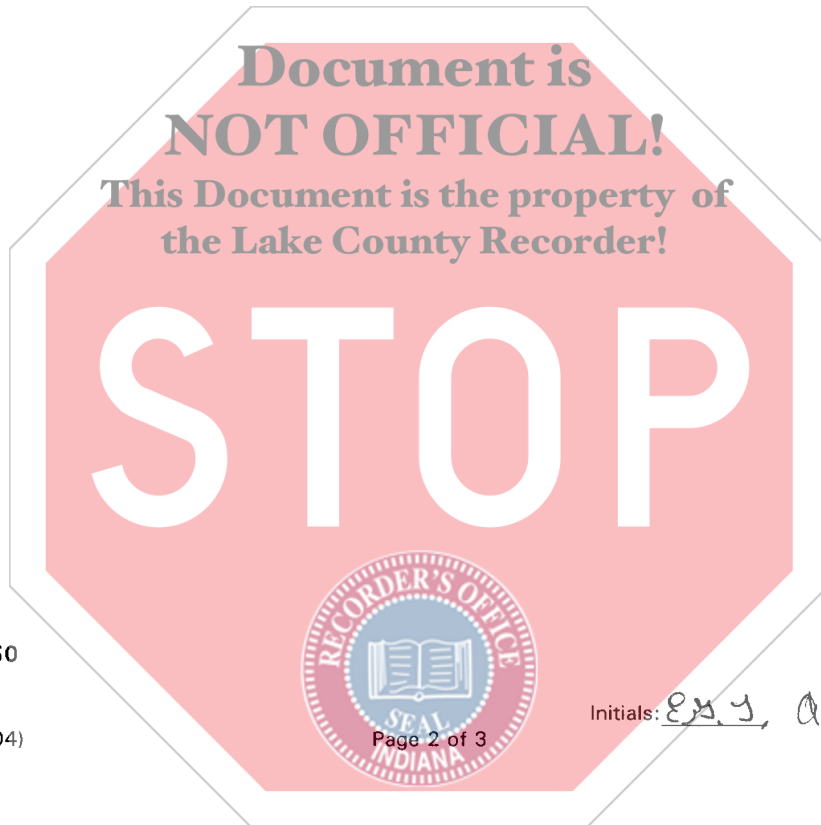 Document is
NOT OFFICIAL!
This Document is the property of
the Lake County Recorder!
STOP
RECORDER'S OFFICE
SEAL
INDIANA
Initials:
04)
Page 2 of 3